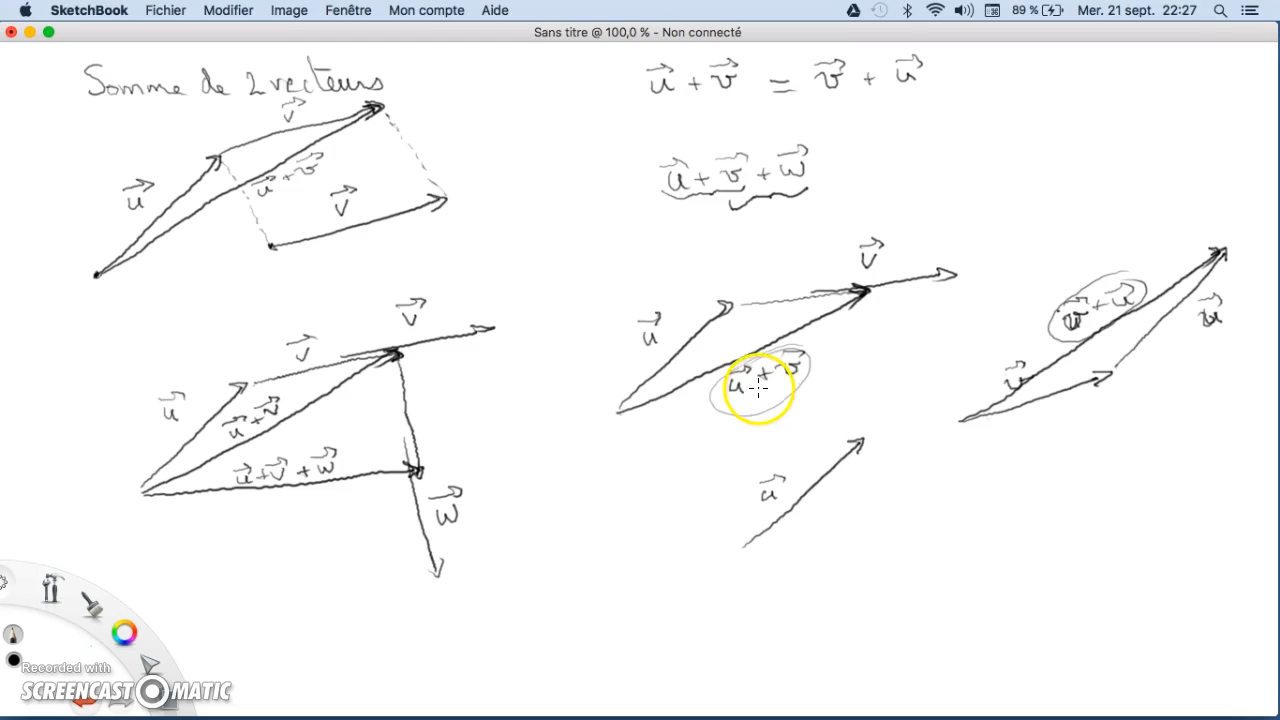 SketchBook Fichier Modifier Image Fenêtre Mon compte Aide 89 % Mer. 21 sept. 22:27
Sans titre @ 100,0 % - Non connecté
Somme de 2 vecteurs
u⃗ + v⃗ = v⃗ + u⃗
v⃗
u⃗
u⃗ + v⃗
v⃗
u⃗ + v⃗ + w⃗
v⃗
u⃗
v⃗
u⃗ + v⃗
u⃗ + v⃗ + w⃗
w⃗
v⃗
u⃗
u⃗ + v⃗
u⃗
v⃗ + u⃗
u⃗
v⃗
Recorded with
SCREENCAST MATIC